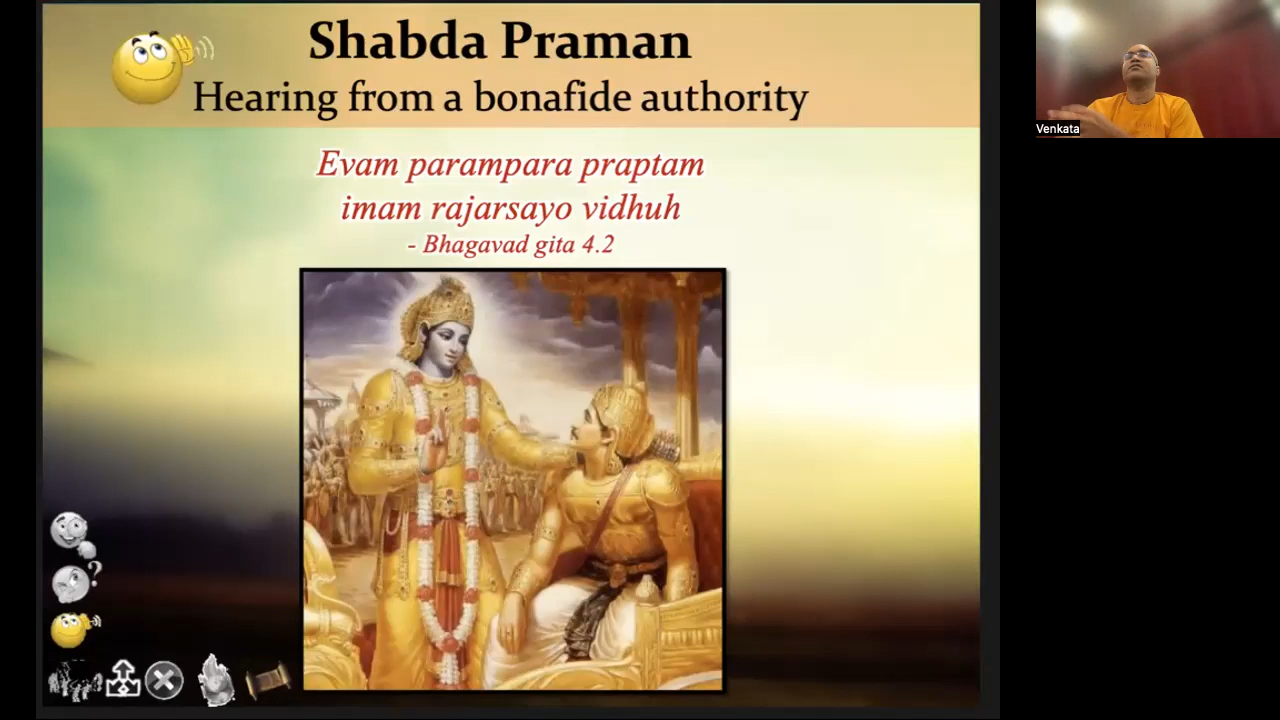 Shabda Praman
Hearing from a bonafide authority
Evam parampara praptam
imam rajarsayo vidhuh
- Bhagavad gita 4.2
?
Venkata